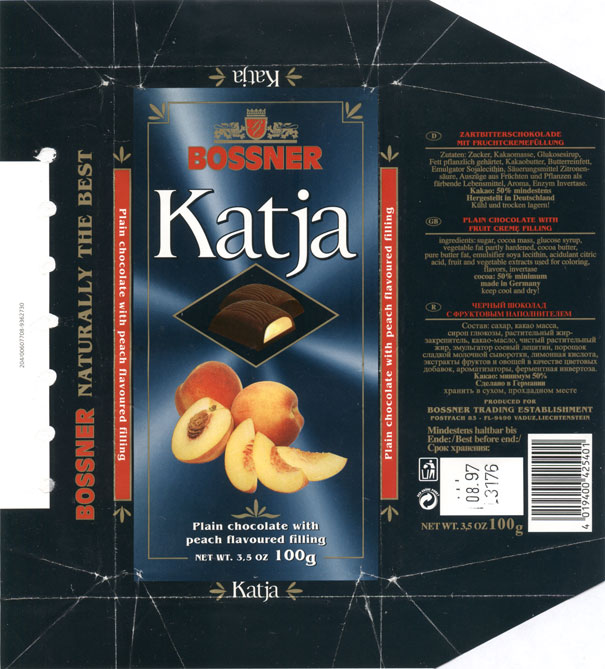 Katja
BOSSNER
Katja
Plain chocolate with
peach flavoured filling
NET WT. 3,5 OZ 100g
Katja
Plain chocolate with peach flavoured filling
Plain chocolate with peach flavoured filling
BOSSNER NATURALLY THE BEST
204/00607708-9362730
D
ZARTBITTERSCHOKOLADE
MIT FRUCHTCREMEFÜLLUNG
Zutaten: Zucker, Kakaomasse, Glukosesirup,
Fett pflanzlich gehärtet, Kakaobutter, Butterreinfett,
Emulgator Sojalecithin, Säuerungsmittel Zitronen-
säure, Auszüge aus Früchten und Pflanzen als
färbende Lebensmittel, Aroma, Enzym Invertase.
Kakao: 50% mindestens
Hergestellt in Deutschland
Kühl und trocken lagern!
GB
PLAIN CHOCOLATE WITH
FRUIT CREME FILLING
ingredients: sugar, cocoa mass, glucose syrup,
vegetable fat partly hardened, cocoa butter,
pure butter fat, emulsifier soya lecithin, acidulant citric
acid, fruit and vegetable extracts used for coloring,
flavors, invertase
cocoa: 50% minimum
made in Germany
keep cool and dry!
R
ЧЕРНЫЙ ШОКОЛАД
С ФРУКТОВЫМ НАПОЛНИТЕЛЕМ
Состав: сахар, какао масса,
сироп глюкозы, растительный жир-
закрепитель, какао-масло, чистый растительный
жир, эмульгатор соевый лецитин, порошок
сладкой молочной сыворотки, лимонная кислота,
экстракты фруктов и овощей в качестве цветовых
добавок, ароматизаторы, ферментная инвертоза.
Какао: минимум 50%
Сделано в Германии
хранить в сухом, прохладном месте
PRODUCED FOR
BOSSNER TRADING ESTABLISHMENT
POSTFACH 83 - FL-9490 VADUZ, LIECHTENSTEIN
Mindestens haltbar bis
Ende:/Best before end:/
Срок хранения:
08.97
L3176
NET WT. 3,5 OZ 100g
4 019400 425401